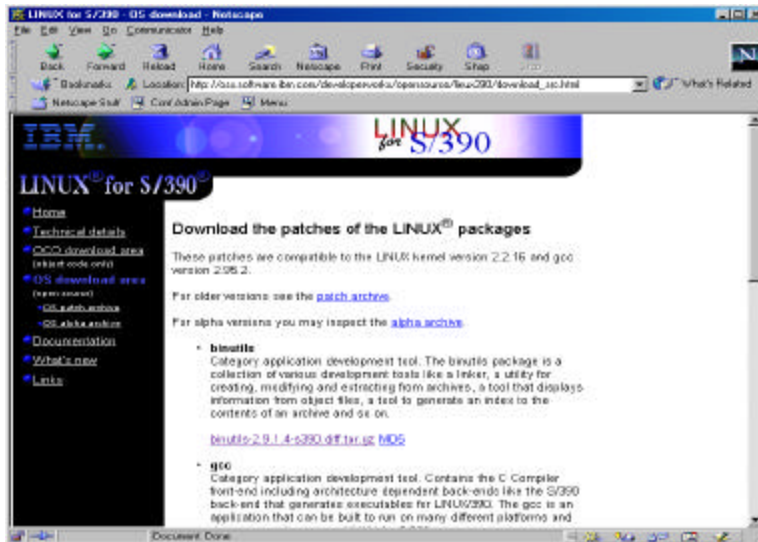 LINUX for S/390 - OS download - Netscape
File Edit View Go Communicator Help
Back Forward Reload Home Search Netscape Print Security Shop Stop
Bookmarks Location: http://oss.software.ibm.com/developerworks/opensource/linux390/download_src.html What's Related
Netscape Stuff Conf Admin Page Menu
IBM. LINUX for S/390
LINUX® for S/390®
Home
Technical details
OCO download area
(object code only)
OS download area
(open source)
OS patch archive
OS alpha archive
Documentation
What's new
Links
Download the patches of the LINUX® packages
These patches are compatible to the LINUX kernel version 2.2.16 and gcc
version 2.95.2.
For older versions see the patch archive.
For alpha versions you may inspect the alpha archive.
• binutils
Category application development tool. The binutils package is a
collection of various development tools like a linker, a utility for
creating, modifying and extracting from archives, a tool that displays
information from object files, a tool to generate an index to the
contents of an archive and so on.
binutils-2.9.1.4-s390.diff.tar.gz MD5
• gcc
Category application development tool. Contains the C Compiler
front-end including architecture dependent back-ends like the S/390
back-end that generates executables for LINUX/390. The gcc is an
application that can be built to run on many different platforms and
Document: Done